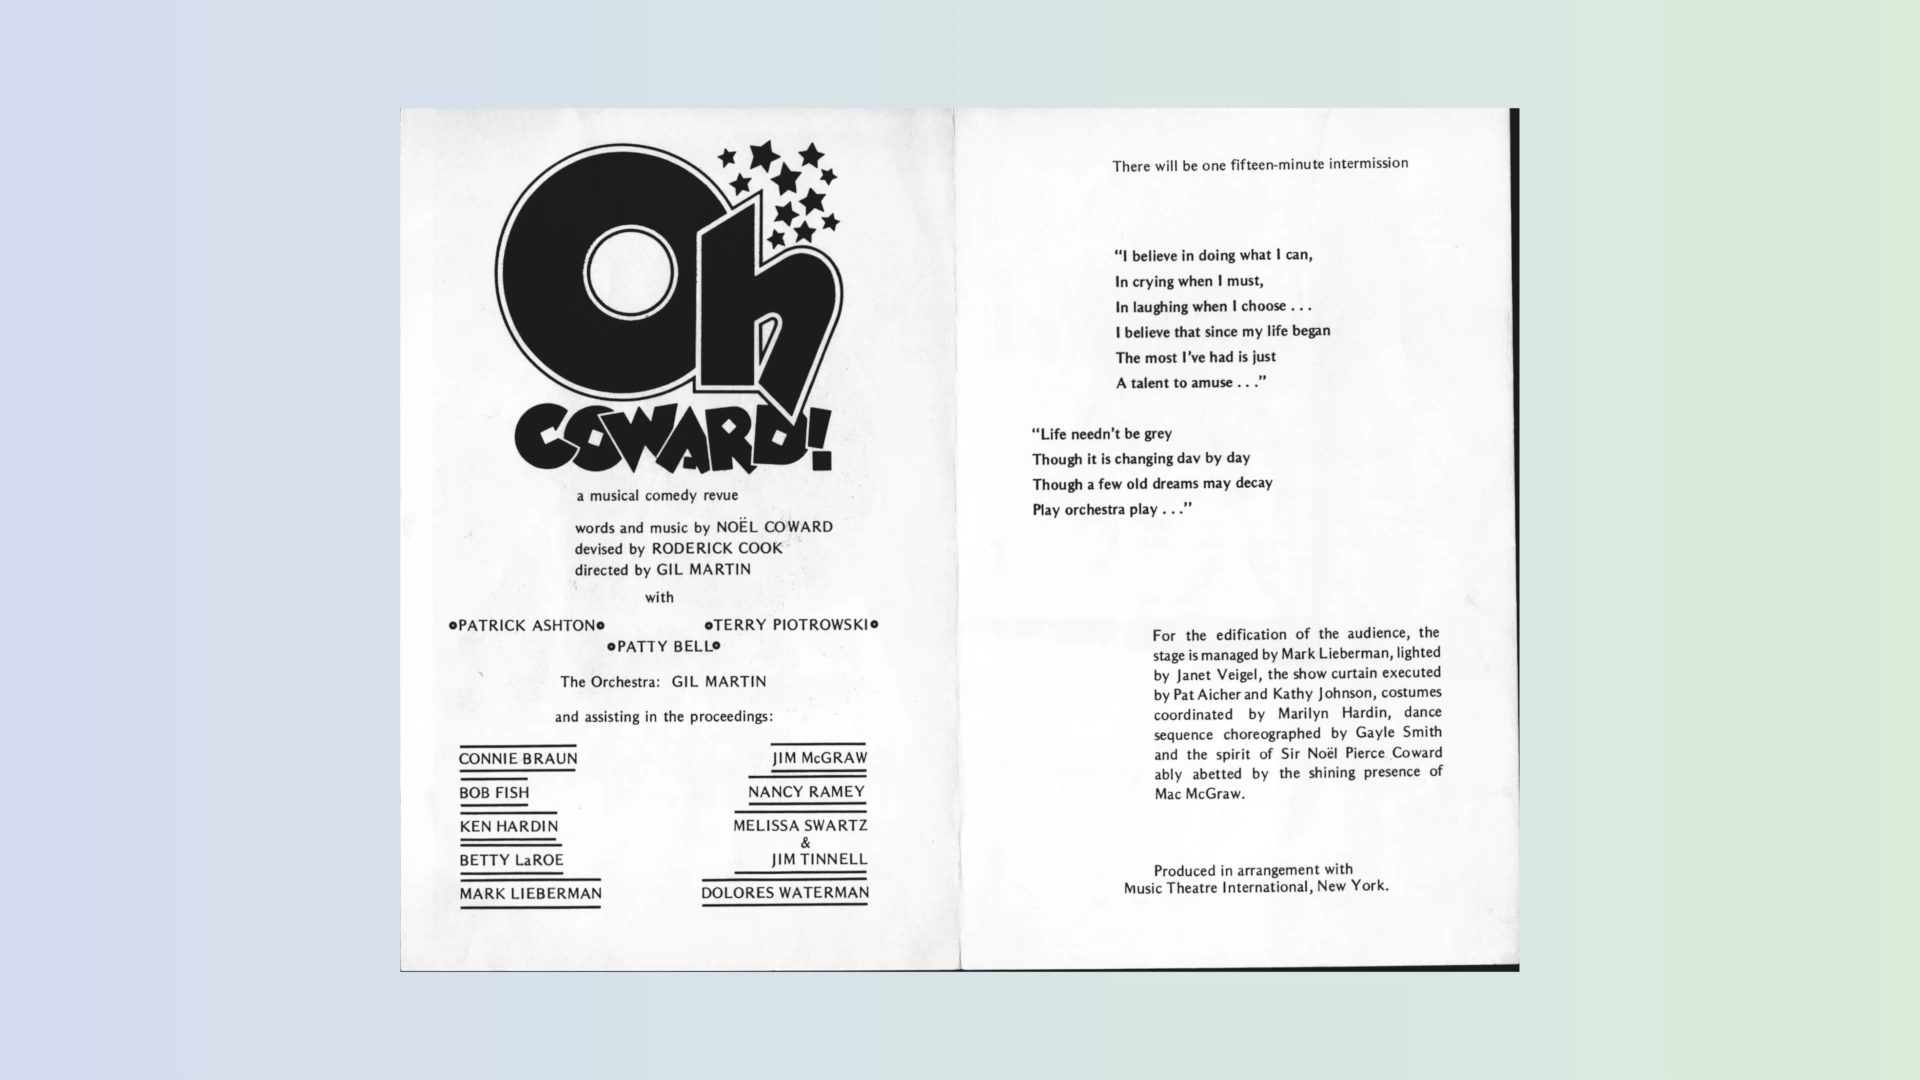 Oh
COWARD!
a musical comedy revue
words and music by NOËL COWARD
devised by RODERICK COOK
directed by GIL MARTIN
with
PATRICK ASHTON
TERRY PIOTROWSKI
PATTY BELL
The Orchestra: GIL MARTIN
and assisting in the proceedings:
CONNIE BRAUN
BOB FISH
KEN HARDIN
BETTY LaROE
MARK LIEBERMAN
JIM McGRAW
NANCY RAMEY
MELISSA SWARTZ
&
JIM TINNELL
DOLORES WATERMAN
There will be one fifteen-minute intermission
“I believe in doing what I can,
In crying when I must,
In laughing when I choose . . .
I believe that since my life began
The most I’ve had is just
A talent to amuse . . .”
“Life needn’t be grey
Though it is changing day by day
Though a few old dreams may decay
Play orchestra play . . .”
For the edification of the audience, the
stage is managed by Mark Lieberman, lighted
by Janet Veigel, the show curtain executed
by Pat Aicher and Kathy Johnson, costumes
coordinated by Marilyn Hardin, dance
sequence choreographed by Gayle Smith
and the spirit of Sir Noël Pierce Coward
ably abetted by the shining presence of
Mac McGraw.
Produced in arrangement with
Music Theatre International, New York.